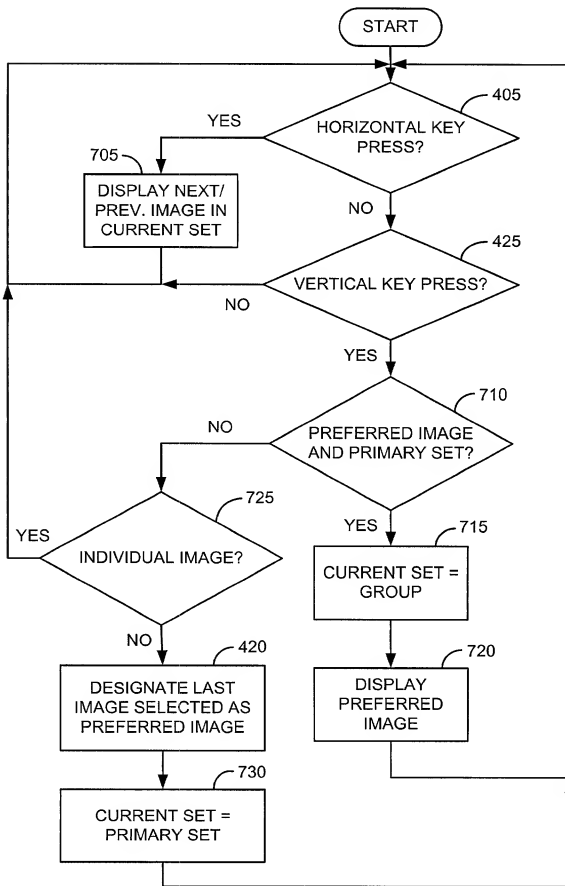 START
405
HORIZONTAL KEY
PRESS?
YES
705
DISPLAY NEXT/
PREV. IMAGE IN
CURRENT SET
NO
425
VERTICAL KEY PRESS?
NO
YES
710
PREFERRED IMAGE
AND PRIMARY SET?
NO
725
YES
INDIVIDUAL IMAGE?
YES
715
CURRENT SET =
GROUP
NO
420
DESIGNATE LAST
IMAGE SELECTED AS
PREFERRED IMAGE
720
DISPLAY
PREFERRED
IMAGE
730
CURRENT SET =
PRIMARY SET